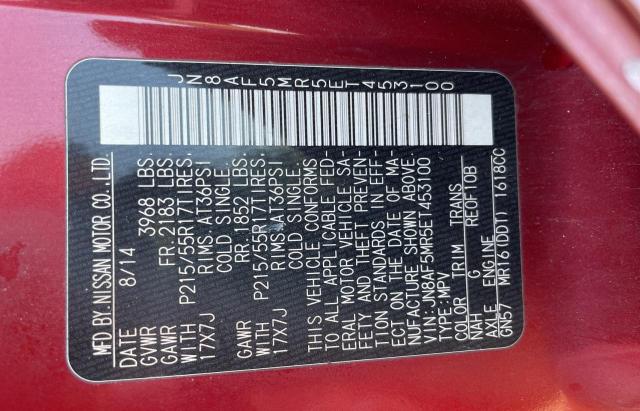 JN8AF5MR5ET453100
MFD BY. NISSAN MOTOR CO.,LTD.
DATE 8/14
GVWR 3968 LBS.
GAWR FR. 2183 LBS.
WITH P215/55R17TIRES.
17X7J RIMS AT36PSI
COLD SINGLE.
GAWR RR. 1852 LBS.
WITH P215/55R17TIRES.
17X7J RIMS AT36PSI
COLD SINGLE.
THIS VEHICLE CONFORMS
TO ALL APPLICABLE FED-
ERAL MOTOR VEHICLE SA-
FETY AND THEFT PREVEN-
TION STANDARDS IN EFF-
ECT ON THE DATE OF MA-
NUFACTURE SHOWN ABOVE.
VIN:JN8AF5MR5ET453100
TYPE:MPV
COLOR TRIM TRANS
NAH G RE0F10B
AXLE ENGINE
GN57 MR16(DDT) 1618CC